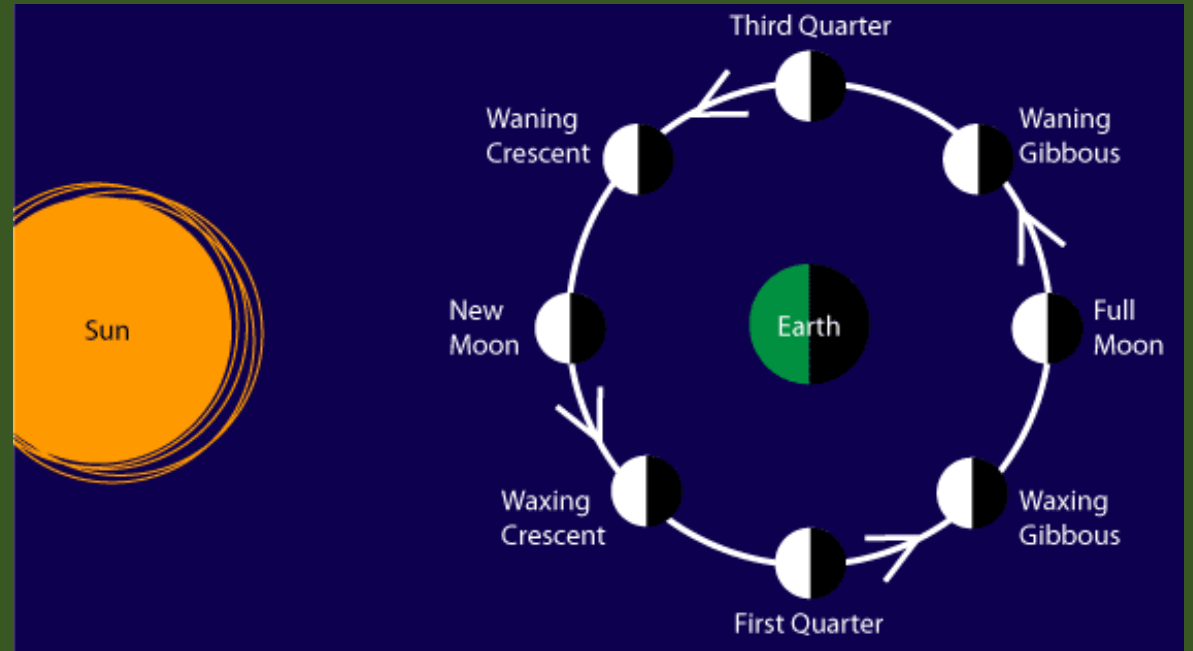 Third Quarter
Waning
Crescent
Waning
Gibbous
Sun
New
Moon
Earth
Full
Moon
Waxing
Crescent
Waxing
Gibbous
First Quarter